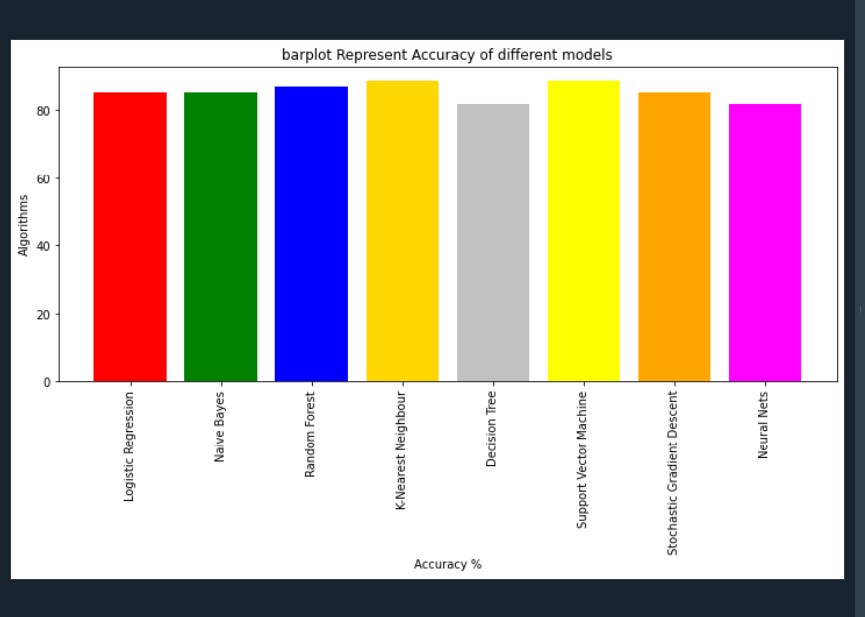 barplot Represent Accuracy of different models
Algorithms
80
60
40
20
0
Logistic Regression
Naive Bayes
Random Forest
K-Nearest Neighbour
Decision Tree
Support Vector Machine
Stochastic Gradient Descent
Neural Nets
Accuracy %